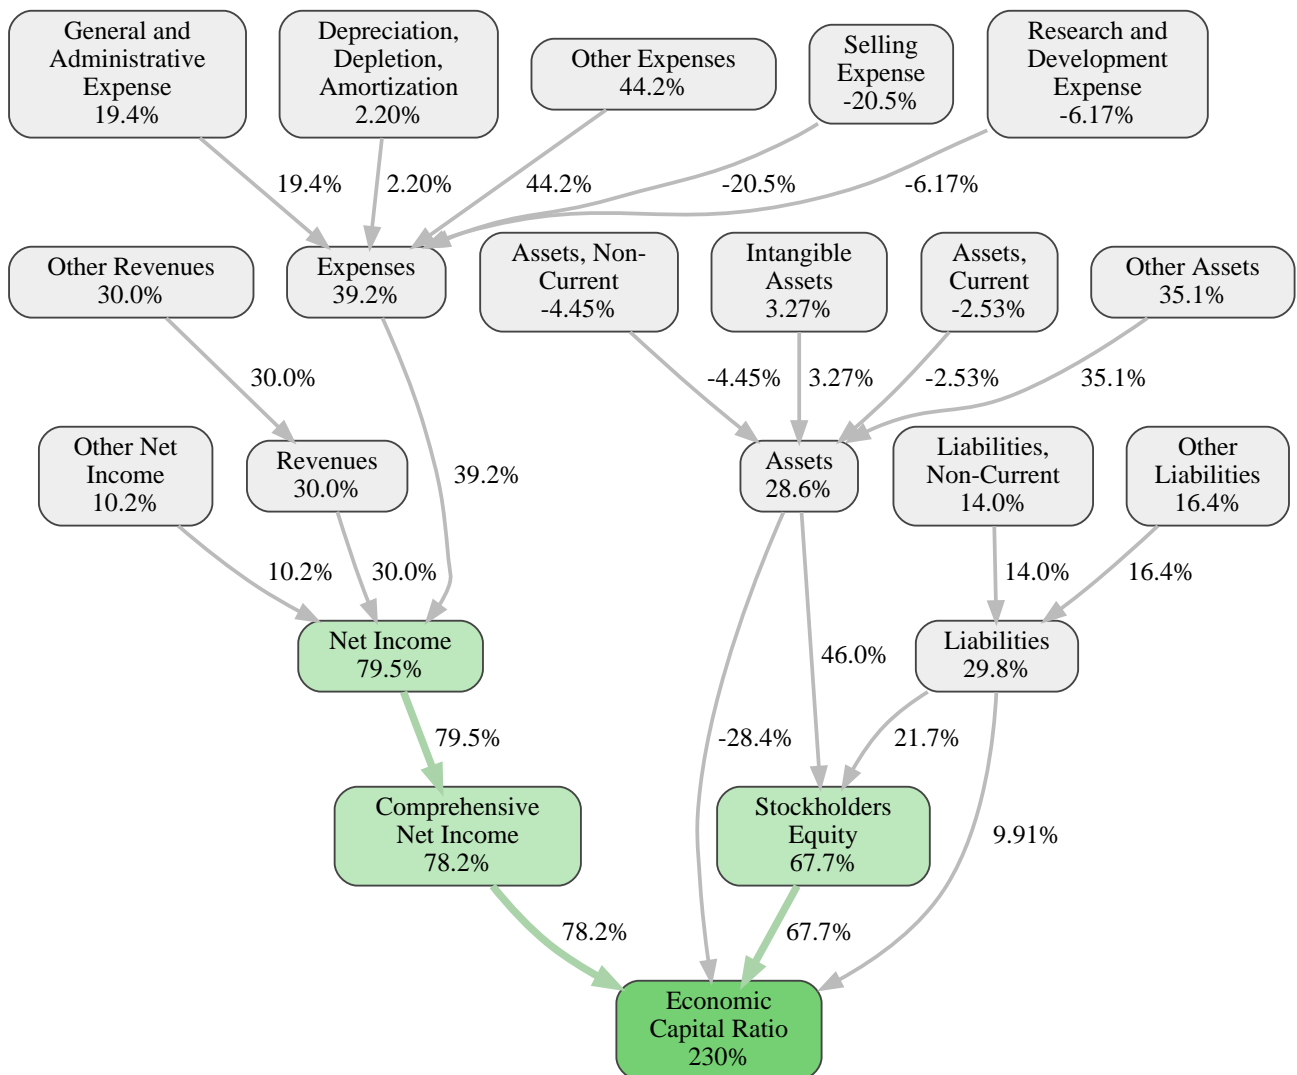 General and
Administrative
Expense
19.4%
Depreciation,
Depletion,
Amortization
2.20%
Other Expenses
44.2%
Selling
Expense
-20.5%
Research and
Development
Expense
-6.17%
19.4%
2.20%
44.2%
-20.5%
-6.17%
Other Revenues
30.0%
Expenses
39.2%
Assets, Non-
Current
-4.45%
Intangible
Assets
3.27%
Assets,
Current
-2.53%
Other Assets
35.1%
30.0%
-4.45%
3.27%
-2.53%
35.1%
Other Net
Income
10.2%
Revenues
30.0%
39.2%
Assets
28.6%
Liabilities,
Non-Current
14.0%
Other
Liabilities
16.4%
10.2%
30.0%
14.0%
16.4%
Net Income
79.5%
46.0%
Liabilities
29.8%
79.5%
-28.4%
21.7%
Comprehensive
Net Income
78.2%
Stockholders
Equity
67.7%
9.91%
78.2%
67.7%
Economic
Capital Ratio
230%